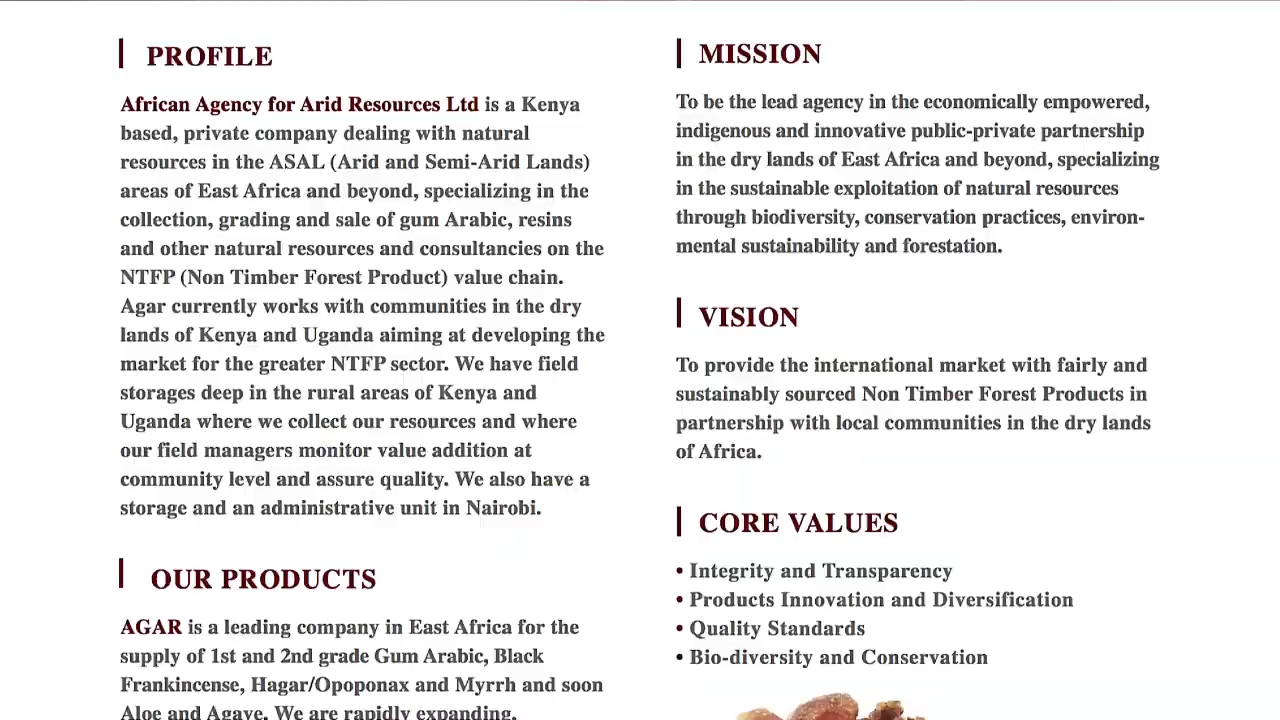 PROFILE
African Agency for Arid Resources Ltd is a Kenya
based, private company dealing with natural
resources in the ASAL (Arid and Semi-Arid Lands)
areas of East Africa and beyond, specializing in the
collection, grading and sale of gum Arabic, resins
and other natural resources and consultancies on the
NTFP (Non Timber Forest Product) value chain.
Agar currently works with communities in the dry
lands of Kenya and Uganda aiming at developing the
market for the greater NTFP sector. We have field
storages deep in the rural areas of Kenya and
Uganda where we collect our resources and where
our field managers monitor value addition at
community level and assure quality. We also have a
storage and an administrative unit in Nairobi.
OUR PRODUCTS
AGAR is a leading company in East Africa for the
supply of 1st and 2nd grade Gum Arabic, Black
Frankincense, Hagar/Opoponax and Myrrh and soon
Aloe and Agave. We are rapidly expanding.
MISSION
To be the lead agency in the economically empowered,
indigenous and innovative public-private partnership
in the dry lands of East Africa and beyond, specializing
in the sustainable exploitation of natural resources
through biodiversity, conservation practices, environ-
mental sustainability and forestation.
VISION
To provide the international market with fairly and
sustainably sourced Non Timber Forest Products in
partnership with local communities in the dry lands
of Africa.
CORE VALUES
• Integrity and Transparency
• Products Innovation and Diversification
• Quality Standards
• Bio-diversity and Conservation